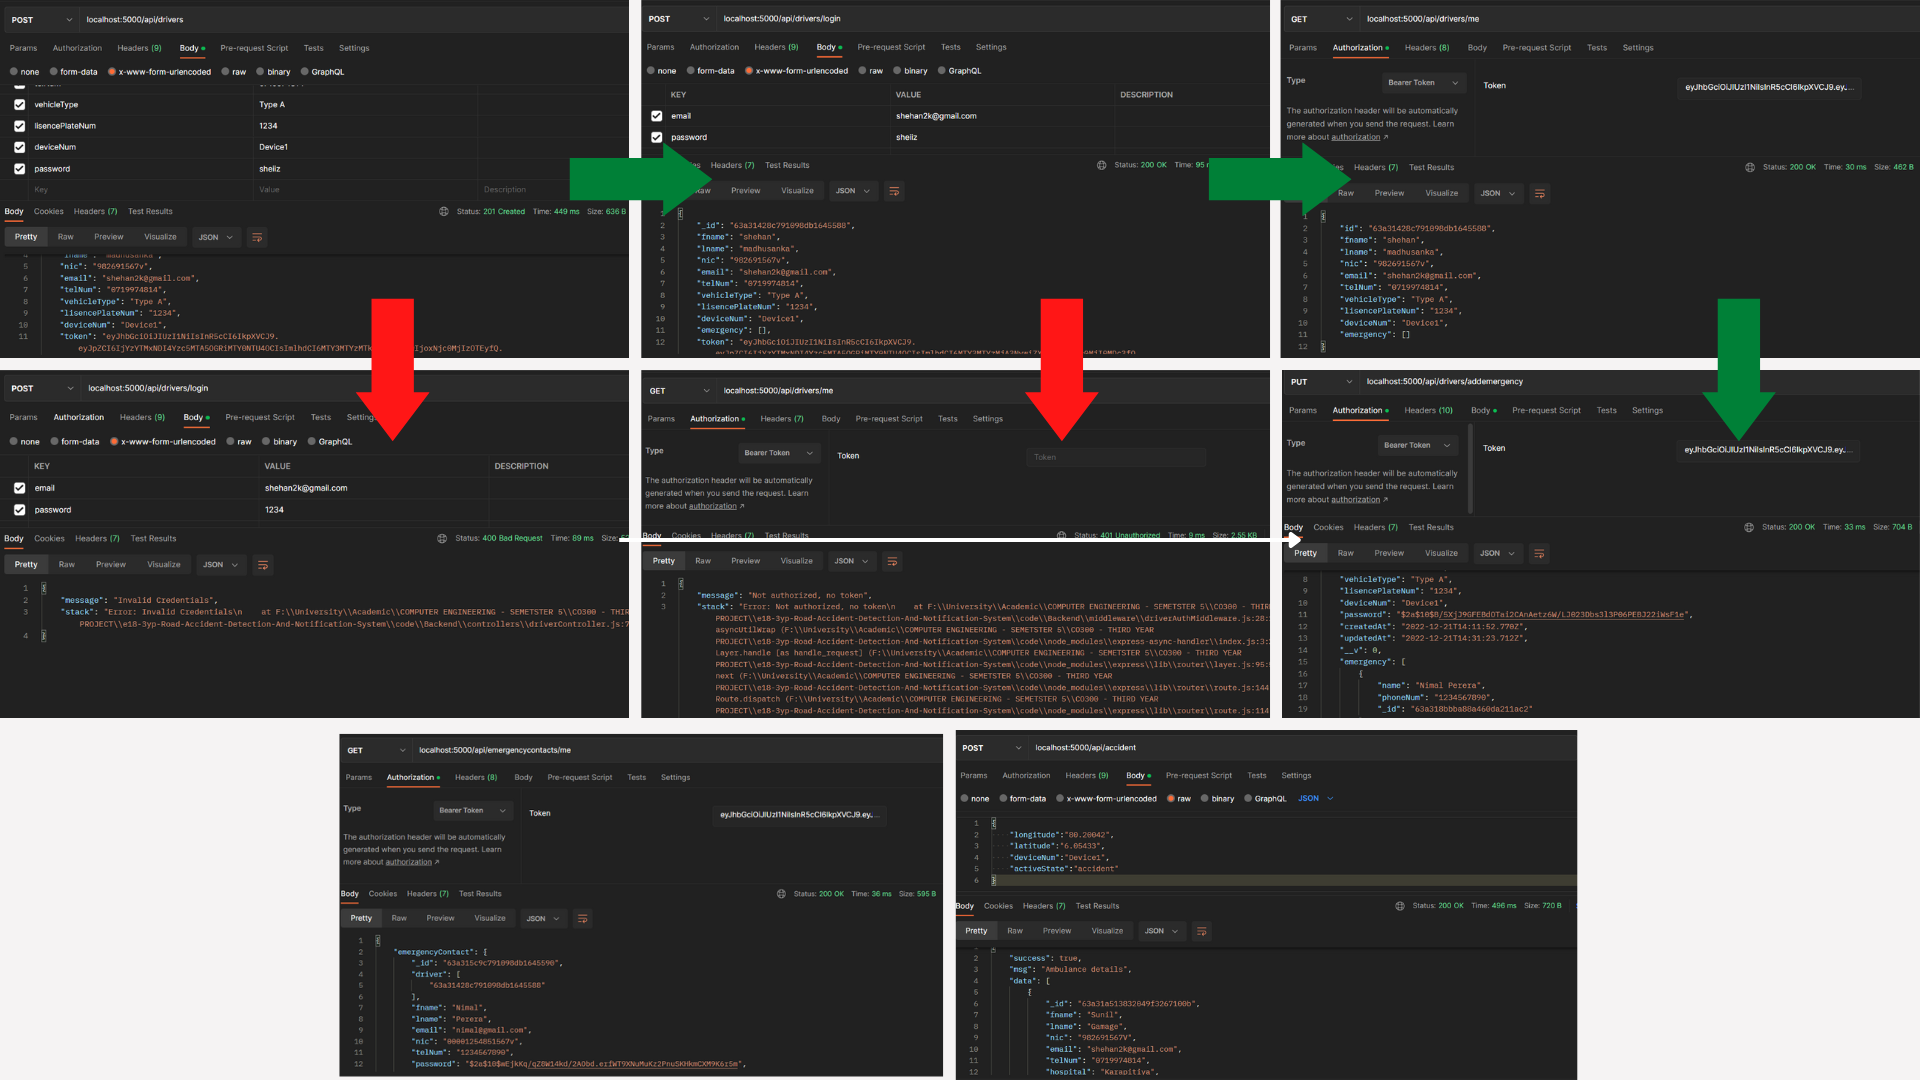 POST localhost:5000/api/drivers
Params Authorization Headers (9) Body Pre-request Script Tests Settings
none form-data x-www-form-urlencoded raw binary GraphQL
vehicleType Type A
lisencePlateNum 1234
deviceNum Device1
password sheiiz
Key Value Description
Body Cookies Headers (7) Test Results Status: 201 Created Time: 449 ms Size: 636 B
Pretty Raw Preview Visualize JSON
5 "nic": "982691567v",
6 "email": "shehan2k@gmail.com",
7 "telNum": "0719974814",
8 "vehicleType": "Type A",
9 "lisencePlateNum": "1234",
10 "deviceNum": "Device1",
11 "token": "eyJhbGciOiJIUzI1NiIsInR5cCI6IkpXVCJ9.
POST localhost:5000/api/drivers/login
Params Authorization Headers (9) Body Pre-request Script Tests Settings
none form-data x-www-form-urlencoded raw binary GraphQL
KEY VALUE DESCRIPTION
email shehan2k@gmail.com
password sheiiz
Headers (7) Test Results Status: 200 OK Time: 95
Preview Visualize JSON
1 {
2 "_id": "63a31428c791098db1645588",
3 "fname": "shehan",
4 "lname": "madhusanka",
5 "nic": "982691567v",
6 "email": "shehan2k@gmail.com",
7 "telNum": "0719974814",
8 "vehicleType": "Type A",
9 "lisencePlateNum": "1234",
10 "deviceNum": "Device1",
11 "emergency": [],
12 "token": "eyJhbGciOiJIUzI1NiIsInR5cCI6IkpXVCJ9.
GET localhost:5000/api/drivers/me
Params Authorization Headers (8) Body Pre-request Script Tests Settings
Type Bearer Token Token eyJhbGciOiJIUzI1NiIsInR5cCI6IkpXVCJ9.ey...
The authorization header will be automatically
generated when you send the request. Learn
more about authorization ↗
Headers (7) Test Results Status: 200 OK Time: 30 ms Size: 462 B
Raw Preview Visualize JSON
1 {
2 "id": "63a31428c791098db1645588",
3 "fname": "shehan",
4 "lname": "madhusanka",
5 "nic": "982691567v",
6 "email": "shehan2k@gmail.com",
7 "telNum": "0719974814",
8 "vehicleType": "Type A",
9 "lisencePlateNum": "1234",
10 "deviceNum": "Device1",
11 "emergency": []
12 }
POST localhost:5000/api/drivers/login
Params Authorization Headers (9) Body Pre-request Script Tests Settings
none form-data x-www-form-urlencoded raw binary GraphQL
KEY VALUE DESCRIPTION
email shehan2k@gmail.com
password 1234
Body Cookies Headers (7) Test Results Status: 400 Bad Request Time: 89 ms Size:
Pretty Raw Preview Visualize JSON
1 {
2 "message": "Invalid Credentials",
3 "stack": "Error: Invalid Credentials\n at F:\\University\\Academic\\COMPUTER ENGINEERING - SEMETSTER 5\\CO300 - THIR
PROJECT\\e18-3yp-Road-Accident-Detection-And-Notification-System\\code\\Backend\\controllers\\driverController.js:7
4 }
GET localhost:5000/api/drivers/me
Params Authorization Headers (7) Body Pre-request Script Tests Settings
Type Bearer Token Token Token
The authorization header will be automatically
generated when you send the request. Learn
more about authorization ↗
Body Cookies Headers (7) Test Results Status: 401 Unauthorized Time: 9 ms Size: 2.55 KB
Pretty Raw Preview Visualize JSON
1 {
2 "message": "Not authorized, no token",
3 "stack": "Error: Not authorized, no token\n at F:\\University\\Academic\\COMPUTER ENGINEERING - SEMETSTER 5\\CO300 - THIR
PROJECT\\e18-3yp-Road-Accident-Detection-And-Notification-System\\code\\Backend\\middleware\\driverAuthMiddleware.js:28:
asyncUtilWrap (F:\\University\\Academic\\COMPUTER ENGINEERING - SEMETSTER 5\\CO300 - THIRD YEAR
PROJECT\\e18-3yp-Road-Accident-Detection-And-Notification-System\\code\\node_modules\\express-async-handler\\index.js:3:
Layer.handle [as handle_request] (F:\\University\\Academic\\COMPUTER ENGINEERING - SEMETSTER 5\\CO300 - THIRD YEAR
PROJECT\\e18-3yp-Road-Accident-Detection-And-Notification-System\\code\\node_modules\\express\\lib\\router\\layer.js:95:
next (F:\\University\\Academic\\COMPUTER ENGINEERING - SEMETSTER 5\\CO300 - THIRD YEAR
PROJECT\\e18-3yp-Road-Accident-Detection-And-Notification-System\\code\\node_modules\\express\\lib\\router\\route.js:144
Route.dispatch (F:\\University\\Academic\\COMPUTER ENGINEERING - SEMETSTER 5\\CO300 - THIRD YEAR
PROJECT\\e18-3yp-Road-Accident-Detection-And-Notification-System\\code\\node_modules\\express\\lib\\router\\route.js:114
PUT localhost:5000/api/drivers/addemergency
Params Authorization Headers (10) Body Pre-request Script Tests Settings
Type Bearer Token Token eyJhbGciOiJIUzI1NiIsInR5cCI6IkpXVCJ9.ey...
The authorization header will be automatically
generated when you send the request. Learn
more about authorization ↗
Body Cookies Headers (7) Test Results Status: 200 OK Time: 33 ms Size: 704 B
Pretty Raw Preview Visualize JSON
8 "vehicleType": "Type A",
9 "lisencePlateNum": "1234",
10 "deviceNum": "Device1",
11 "password":
12 "createdAt": "2022-12-21T14:11:52.770Z",
13 "updatedAt": "2022-12-21T14:31:23.712Z",
14 "__v": 0,
15 "emergency": [
16 {
17 "name": "Nimal Perera",
18 "phoneNum": "1234567890",
19 "_id": "63a318bbba88a460da211ac2"
GET localhost:5000/api/emergencycontacts/me
Params Authorization Headers (8) Body Pre-request Script Tests Settings
Type Bearer Token Token eyJhbGciOiJIUzI1NiIsInR5cCI6IkpXVCJ9.ey...
The authorization header will be automatically
generated when you send the request. Learn
more about authorization ↗
Body Cookies Headers (7) Test Results Status: 200 OK Time: 36 ms Size: 595 B
Pretty Raw Preview Visualize JSON
1 {
2 "emergencyContact": [
3 "_id": "63a315c9c791098db1645590",
4 "driver": [
5 "63a31428c791098db1645588"
6 ],
7 "fname": "Nimal",
8 "lname": "Perera",
9 "email": "nimal@gmail.com",
10 "nic": "00001254851567v",
11 "telNum": "1234567890",
12 "password":
POST localhost:5000/api/accident
Params Authorization Headers (9) Body Pre-request Script Tests Settings
none form-data x-www-form-urlencoded raw binary GraphQL JSON
1 {
2 "longitude":"80.20042",
3 "latitude":"6.05433",
4 "deviceNum":"Device1",
5 "activeState":"accident"
6 }
Body Cookies Headers (7) Test Results Status: 200 OK Time: 496 ms Size: 720 B
Pretty Raw Preview Visualize JSON
2 "success": true,
3 "msg": "Ambulance details",
4 "data": [
5 {
6 "_id": "63a31a513832049f3267100b",
7 "fname": "Sunil",
8 "lname": "Gamage",
9 "nic": "982691567V",
10 "email": "shehan2k@gmail.com",
11 "telNum": "0719974814",
12 "hospital": "Karapitiya",